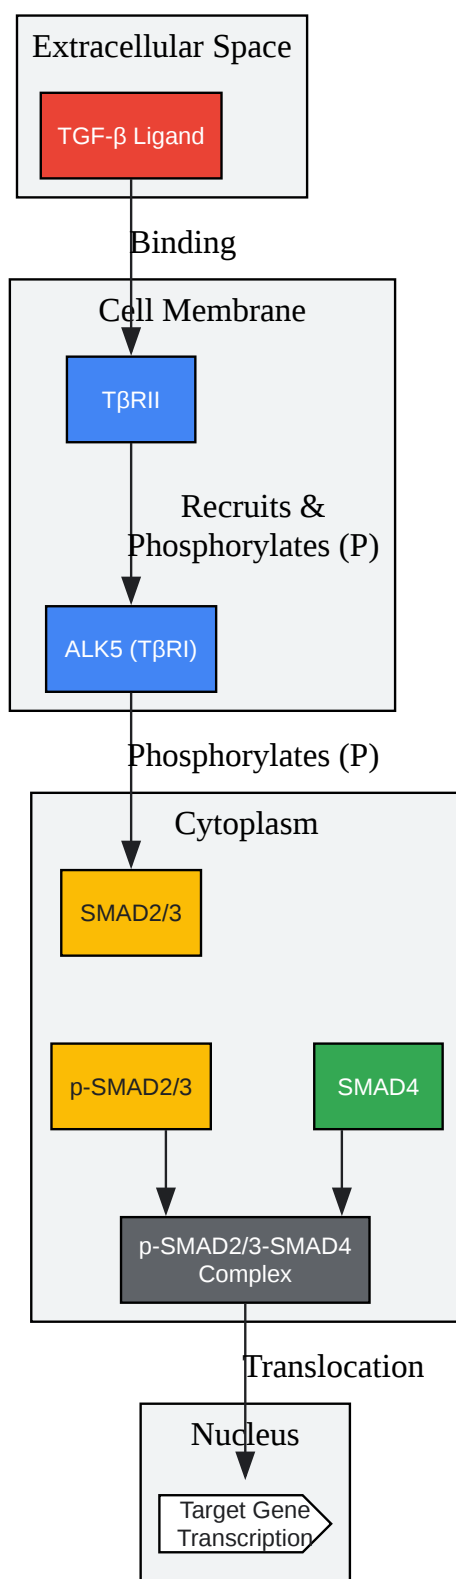 Extracellular Space
TGF-β Ligand
Binding
Cell Membrane
TβRII
Recruits &
Phosphorylates (P)
ALK5 (TβRI)
Phosphorylates (P)
Cytoplasm
SMAD2/3
p-SMAD2/3
SMAD4
p-SMAD2/3-SMAD4
Complex
Translocation
Nucleus
Target Gene
Transcription